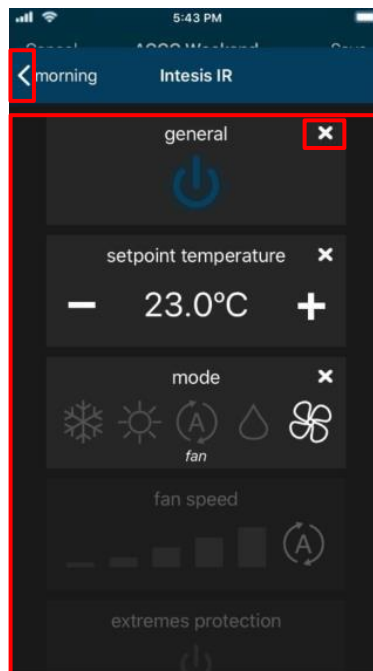 5:43 PM
morning
Intesis IR
general
setpoint temperature
− 23.0°C +
mode
A
fan
fan speed
A
extremes protection